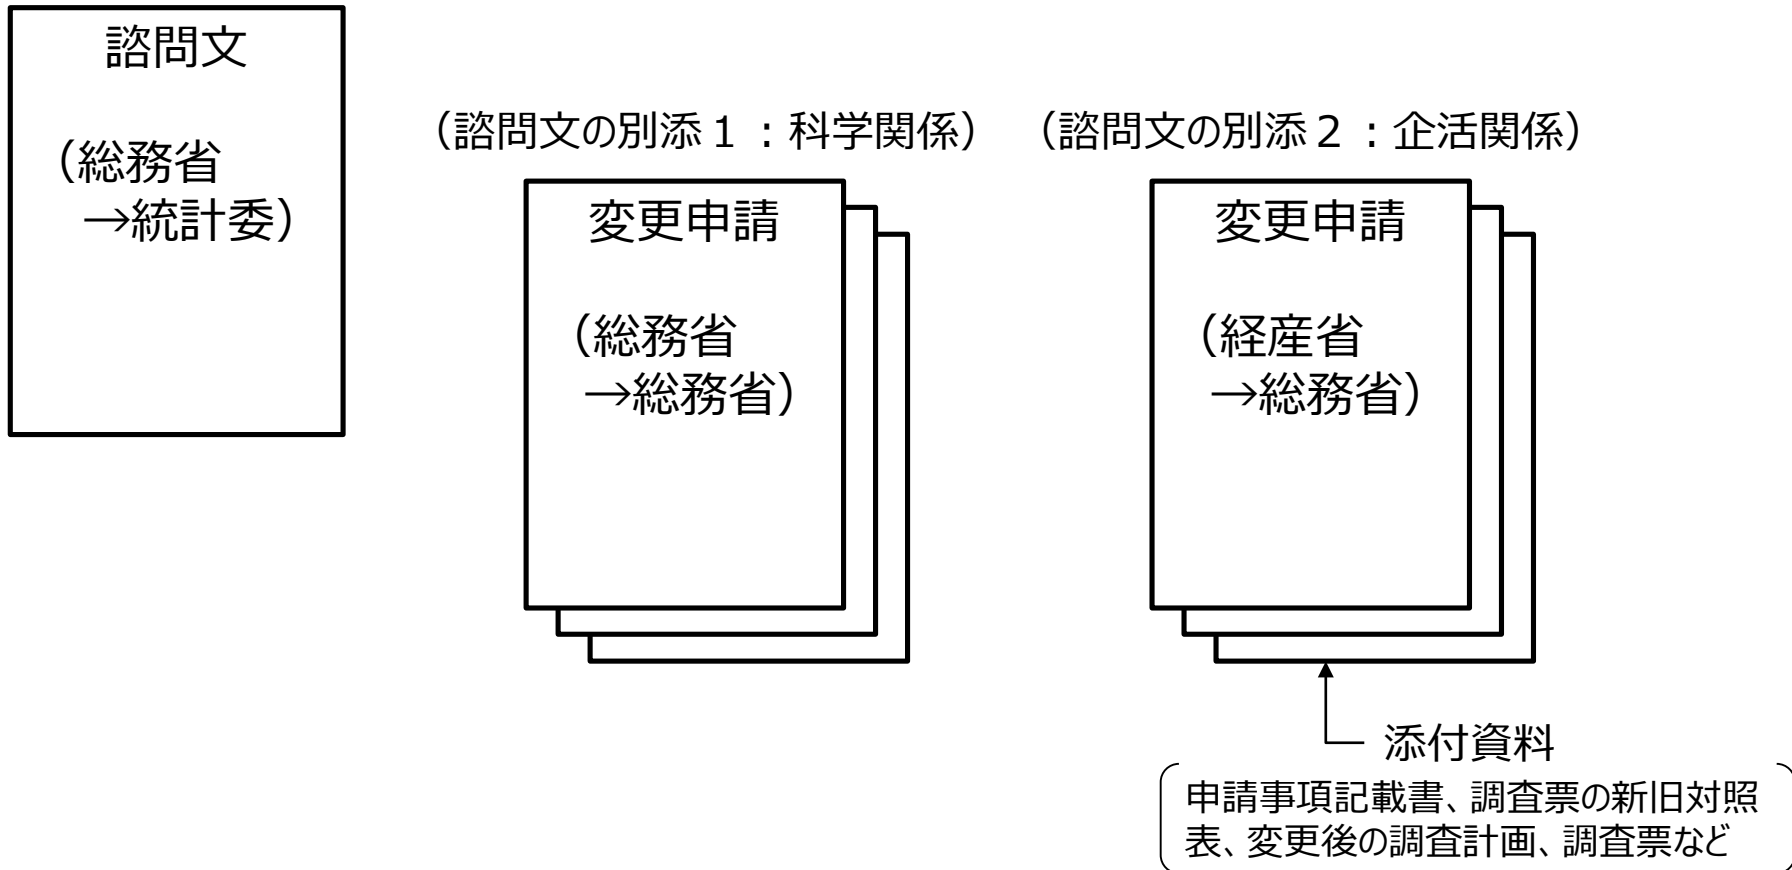 諮問文
（総務省
→統計委）
（諮問文の別添１：科学関係）
変更申請
（総務省
→総務省）
（諮問文の別添２：企活関係）
変更申請
（経産省
→総務省）
添付資料
申請事項記載書、調査票の新旧対照
表、変更後の調査計画、調査票など